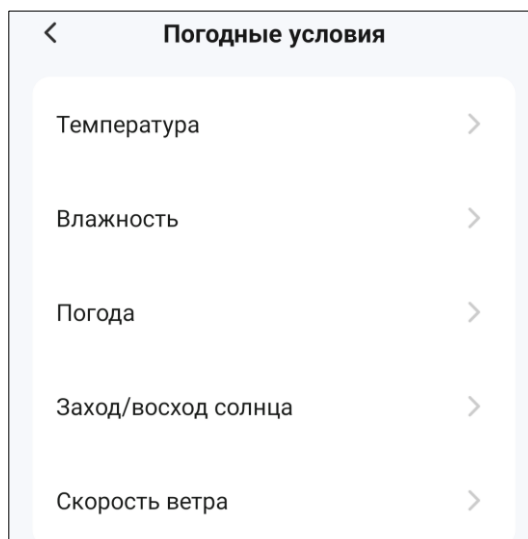 Погодные условия
Температура
Влажность
Погода
Заход/восход солнца
Скорость ветра